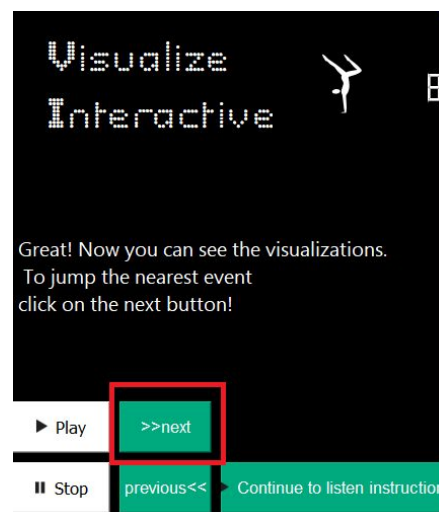 Visualize
Interactive
Great! Now you can see the visualizations.
To jump the nearest event
click on the next button!
Play
>>next
Stop
previous<<
Continue to listen instruction